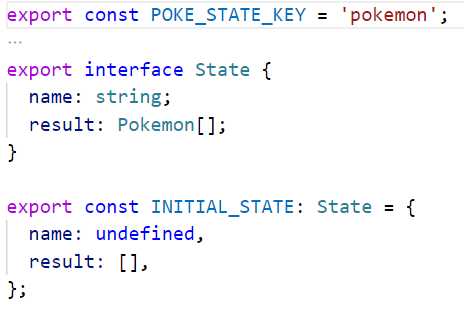 export const POKE_STATE_KEY = 'pokemon';
...
export interface State {
  name: string;
  result: Pokemon[];
}
export const INITIAL_STATE: State = {
  name: undefined,
  result: [],
};